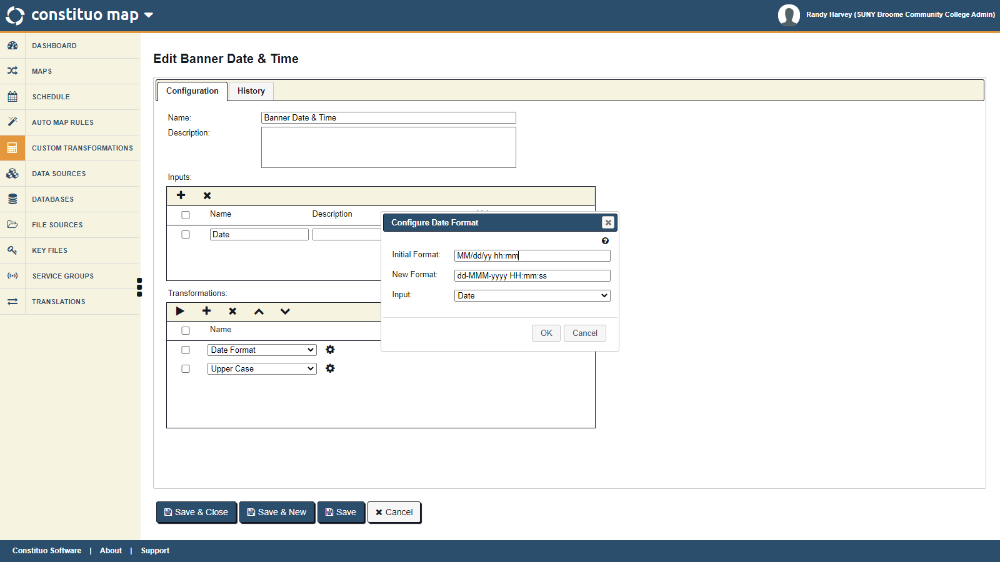 constituo map
Randy Harvey (SUNY Broome Community College Admin)
DASHBOARD
MAPS
SCHEDULE
AUTO MAP RULES
CUSTOM TRANSFORMATIONS
DATA SOURCES
DATABASES
FILE SOURCES
KEY FILES
SERVICE GROUPS
TRANSLATIONS
Edit Banner Date & Time
Configuration History
Name: Banner Date & Time
Description:
Inputs:
Name Description
Date
Configure Date Format
Initial Format: MM/dd/yy hh:mm
New Format: dd-MMM-yyyy HH:mm:ss
Input: Date
OK Cancel
Transformations:
Name
Date Format
Upper Case
Save & Close Save & New Save Cancel
Constituo Software | About | Support